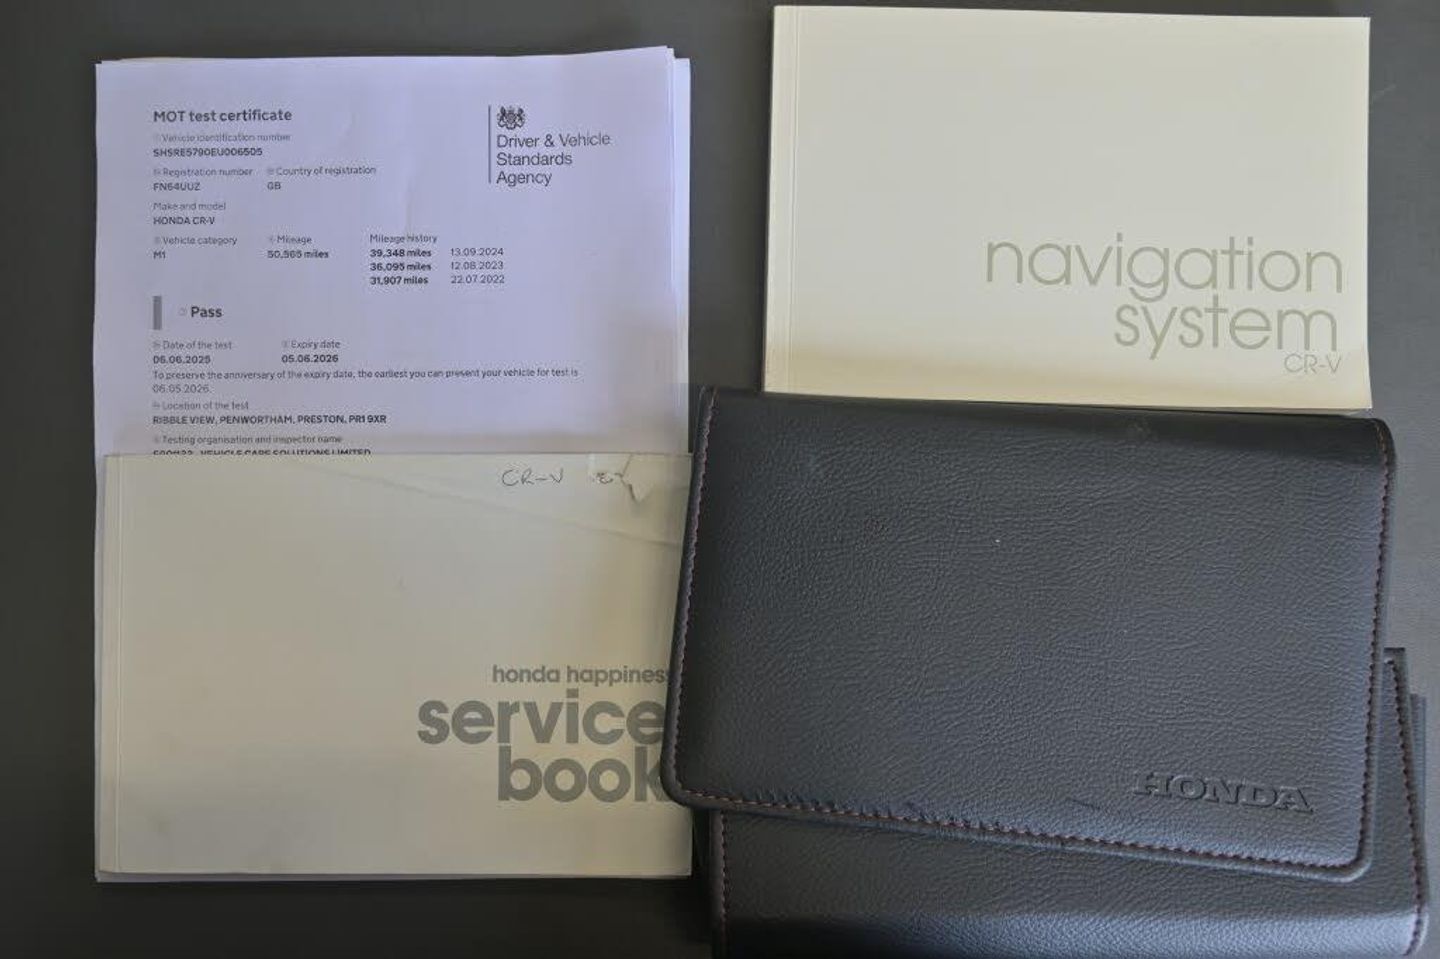 MOT test certificate
Vehicle identification number
SHSRE5790EU006505
Registration number
Country of registration
FN64UUZ
GB
Make and model
HONDA CR-V
Vehicle category
Mileage
Mileage history
M1
50,565 miles
39,348 miles 13.09.2024
36,095 miles 12.08.2023
31,907 miles 22.07.2022
Pass
Date of the test
Expiry date
06.06.2025
05.06.2026
To preserve the anniversary of the expiry date, the earliest you can present your vehicle for test is
06.05.2026.
Location of the test
RIBBLE VIEW, PENWORTHAM, PRESTON, PR1 9XR
Testing organisation and inspector name
VEHICLE CARE SOLUTIONS LIMITED
Driver & Vehicle
Standards
Agency
CR-V
honda happiness
service
book
navigation
system
CR-V
HONDA